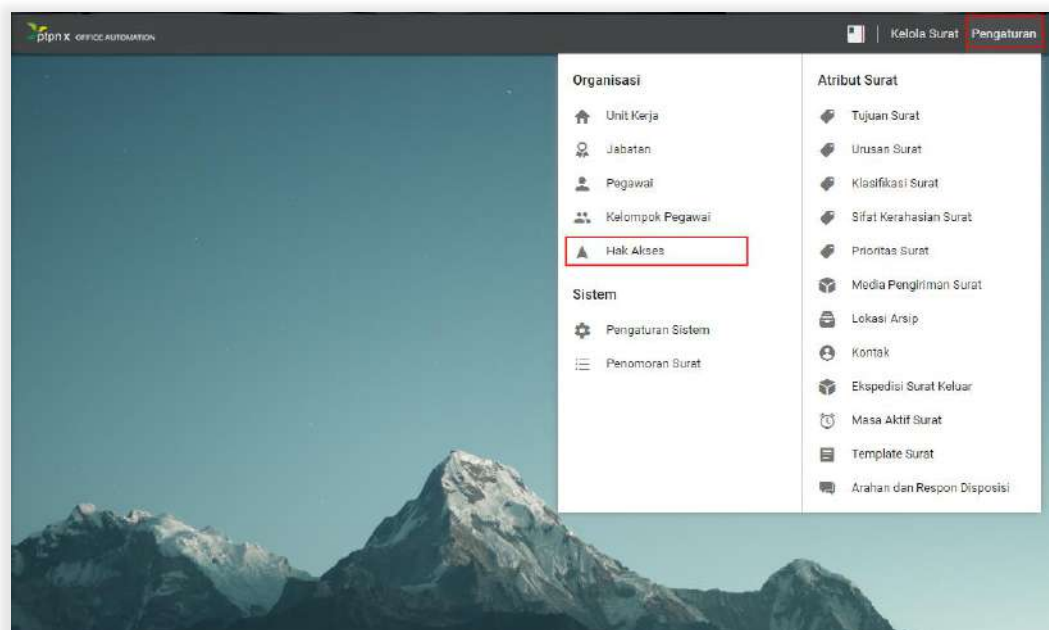 ptpn x OFFICE AUTOMATION
Kelola Surat
Pengaturan
Organisasi
Unit Kerja
Jabatan
Pegawai
Kelompok Pegawai
Hak Akses
Sistem
Pengaturan Sistem
Penomoran Surat
Atribut Surat
Tujuan Surat
Urusan Surat
Klasifikasi Surat
Sifat Kerahasian Surat
Prioritas Surat
Media Pengiriman Surat
Lokasi Arsip
Kontak
Ekspedisi Surat Keluar
Masa Aktif Surat
Template Surat
Arahan dan Respon Disposisi